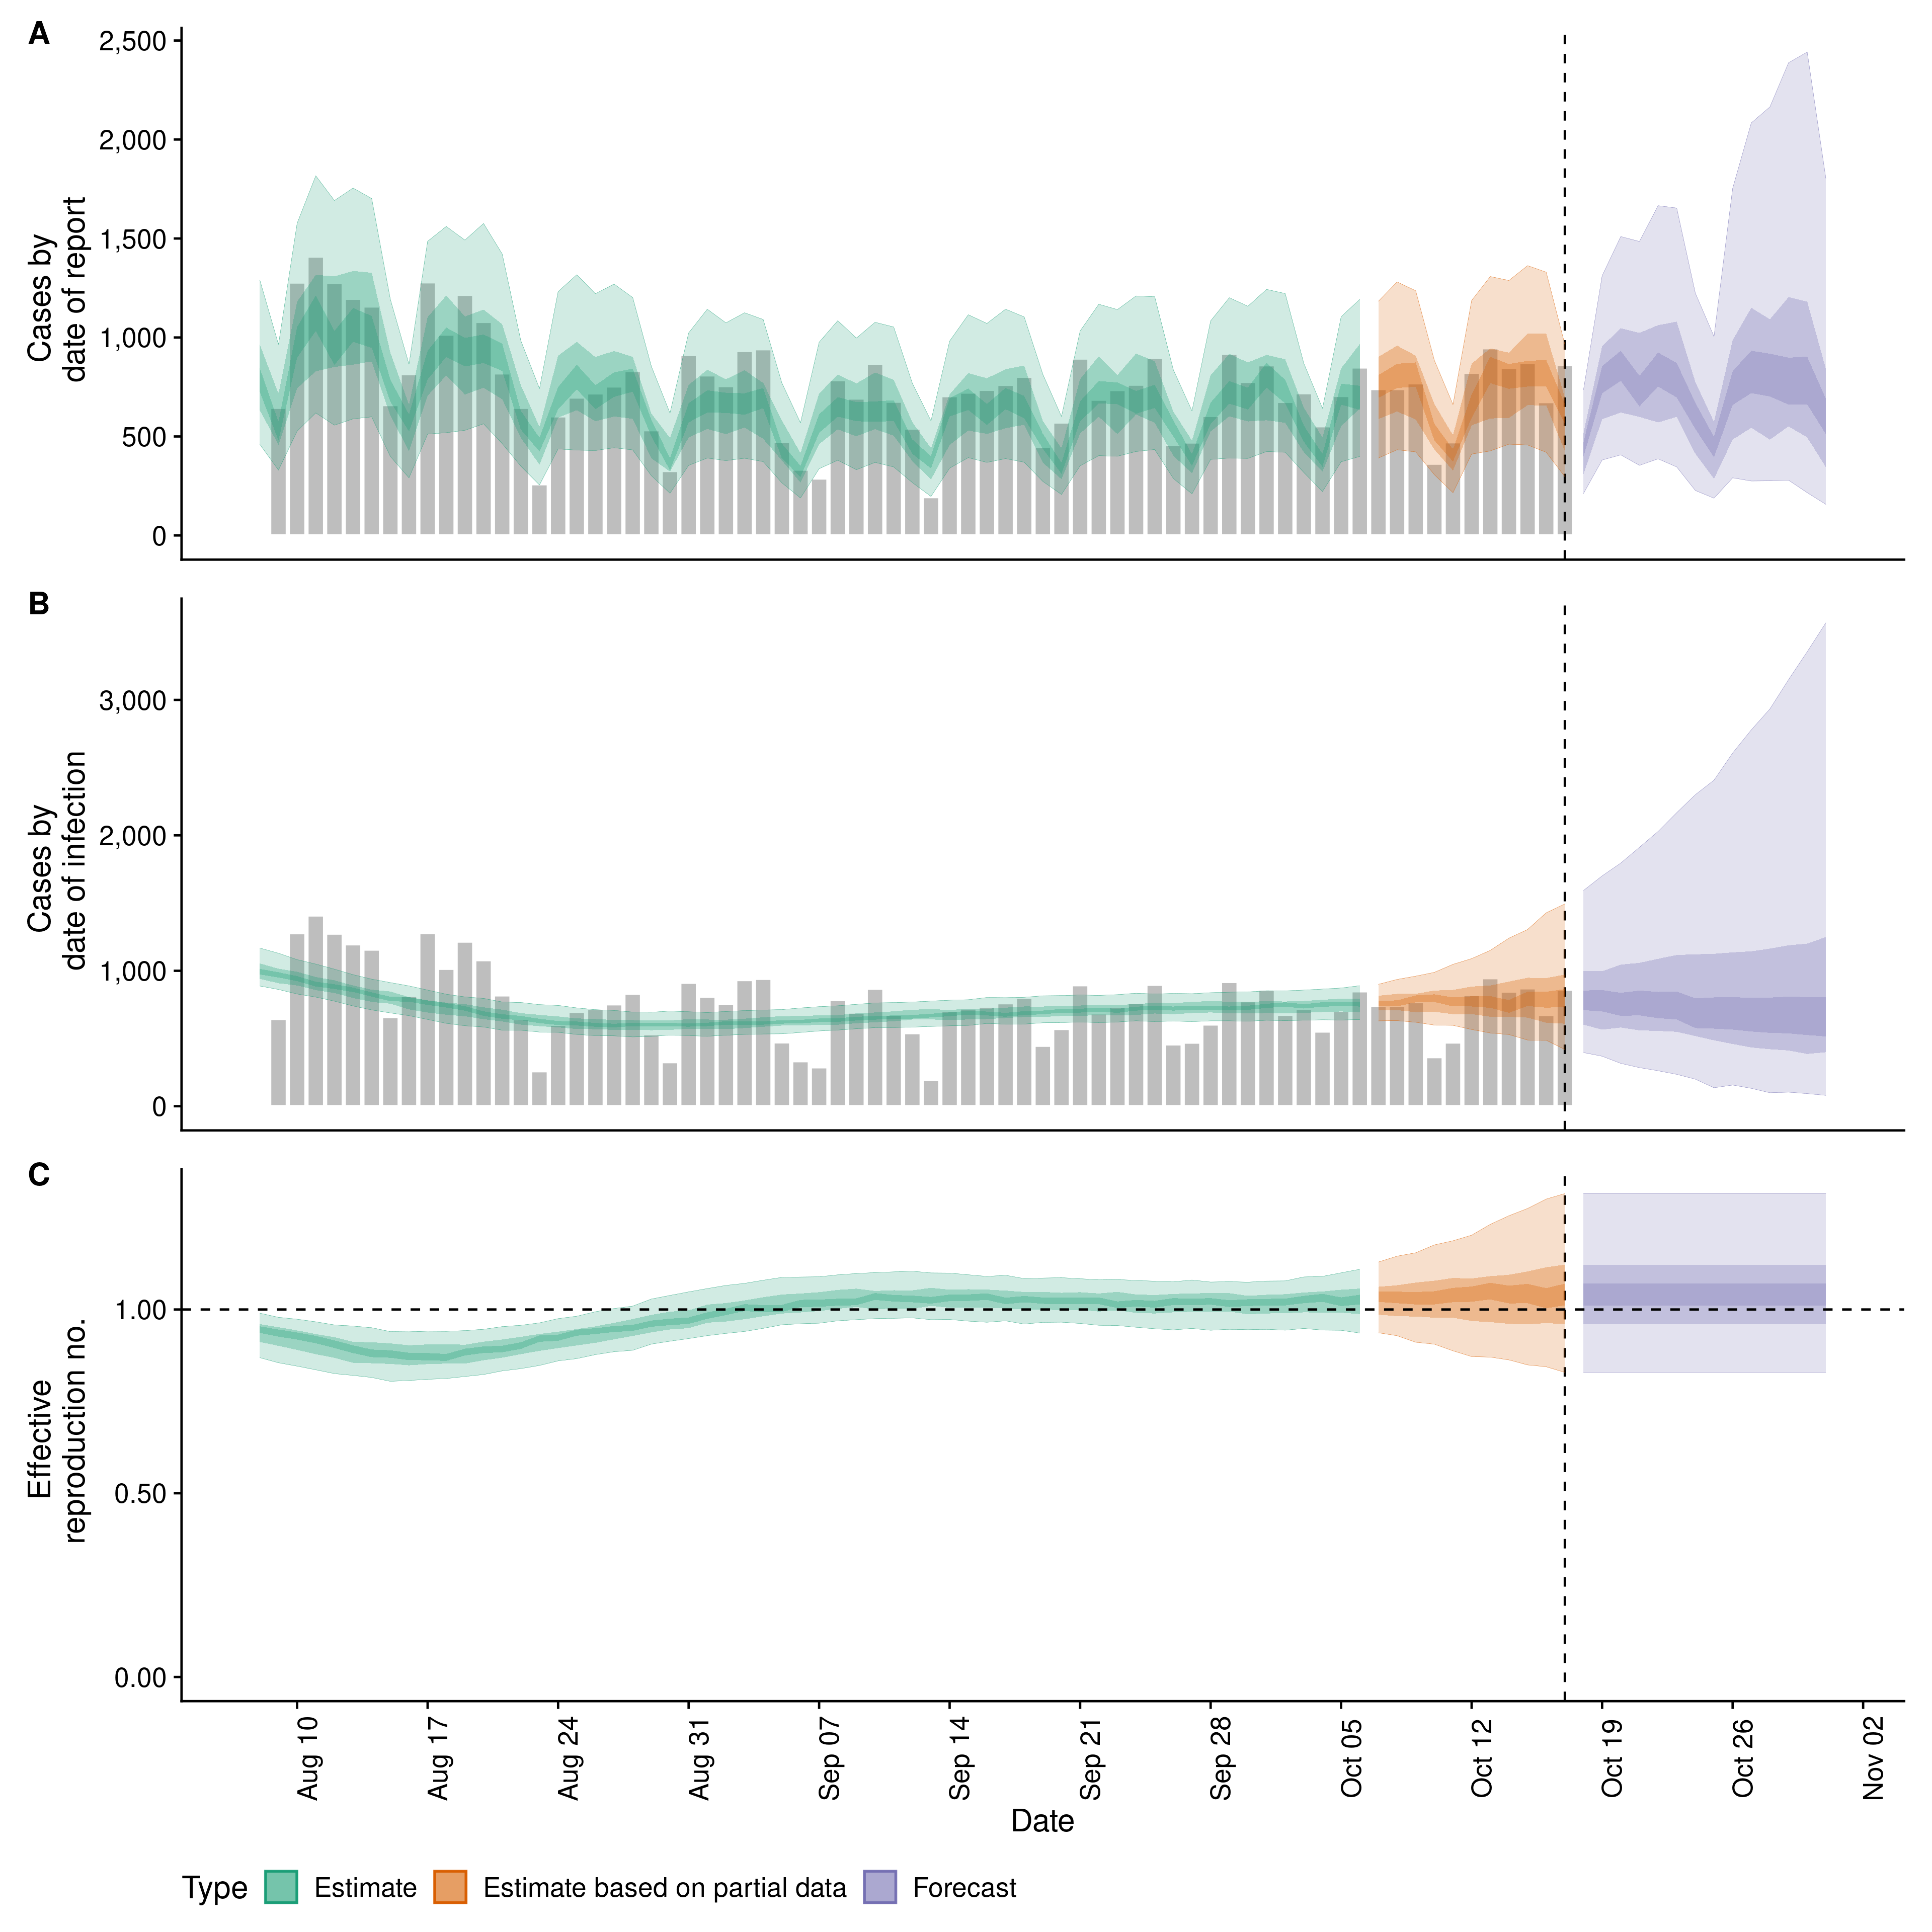 A
2,500
2,000
1,500
1,000
500
0
Cases by
date of report
B
3,000
2,000
1,000
0
Cases by
date of infection
C
1.00
0.50
0.00
Effective
reproduction no.
Aug 10
Aug 17
Aug 24
Aug 31
Sep 07
Sep 14
Sep 21
Sep 28
Oct 05
Oct 12
Oct 19
Oct 26
Nov 02
Date
Type Estimate Estimate based on partial data Forecast